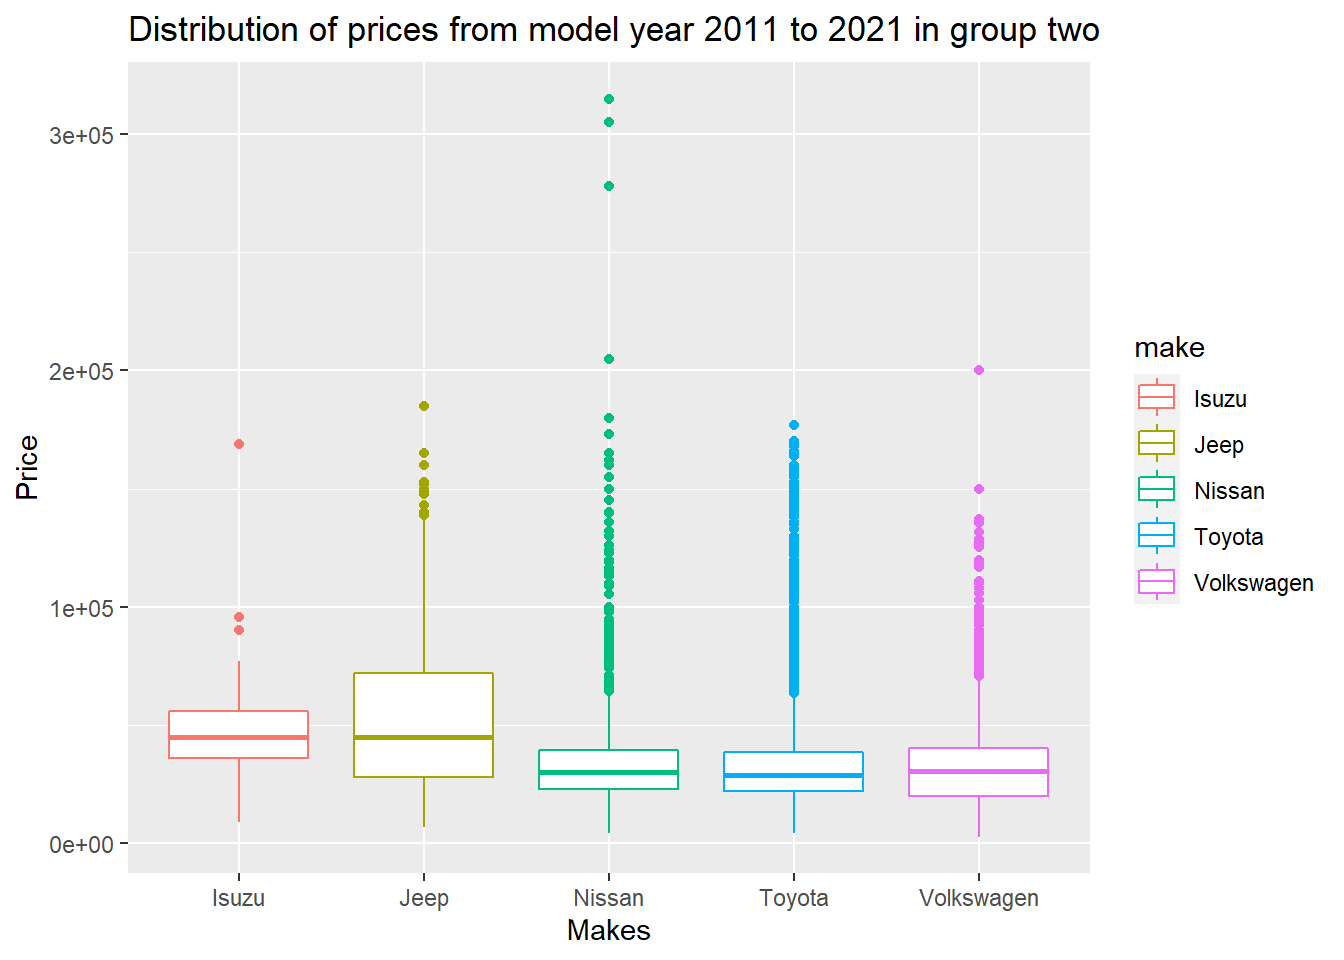 Distribution of prices from model year 2011 to 2021 in group two
3e+05
2e+05
1e+05
0e+00
Price
Isuzu
Jeep
Nissan
Toyota
Volkswagen
Makes
make
Isuzu
Jeep
Nissan
Toyota
Volkswagen